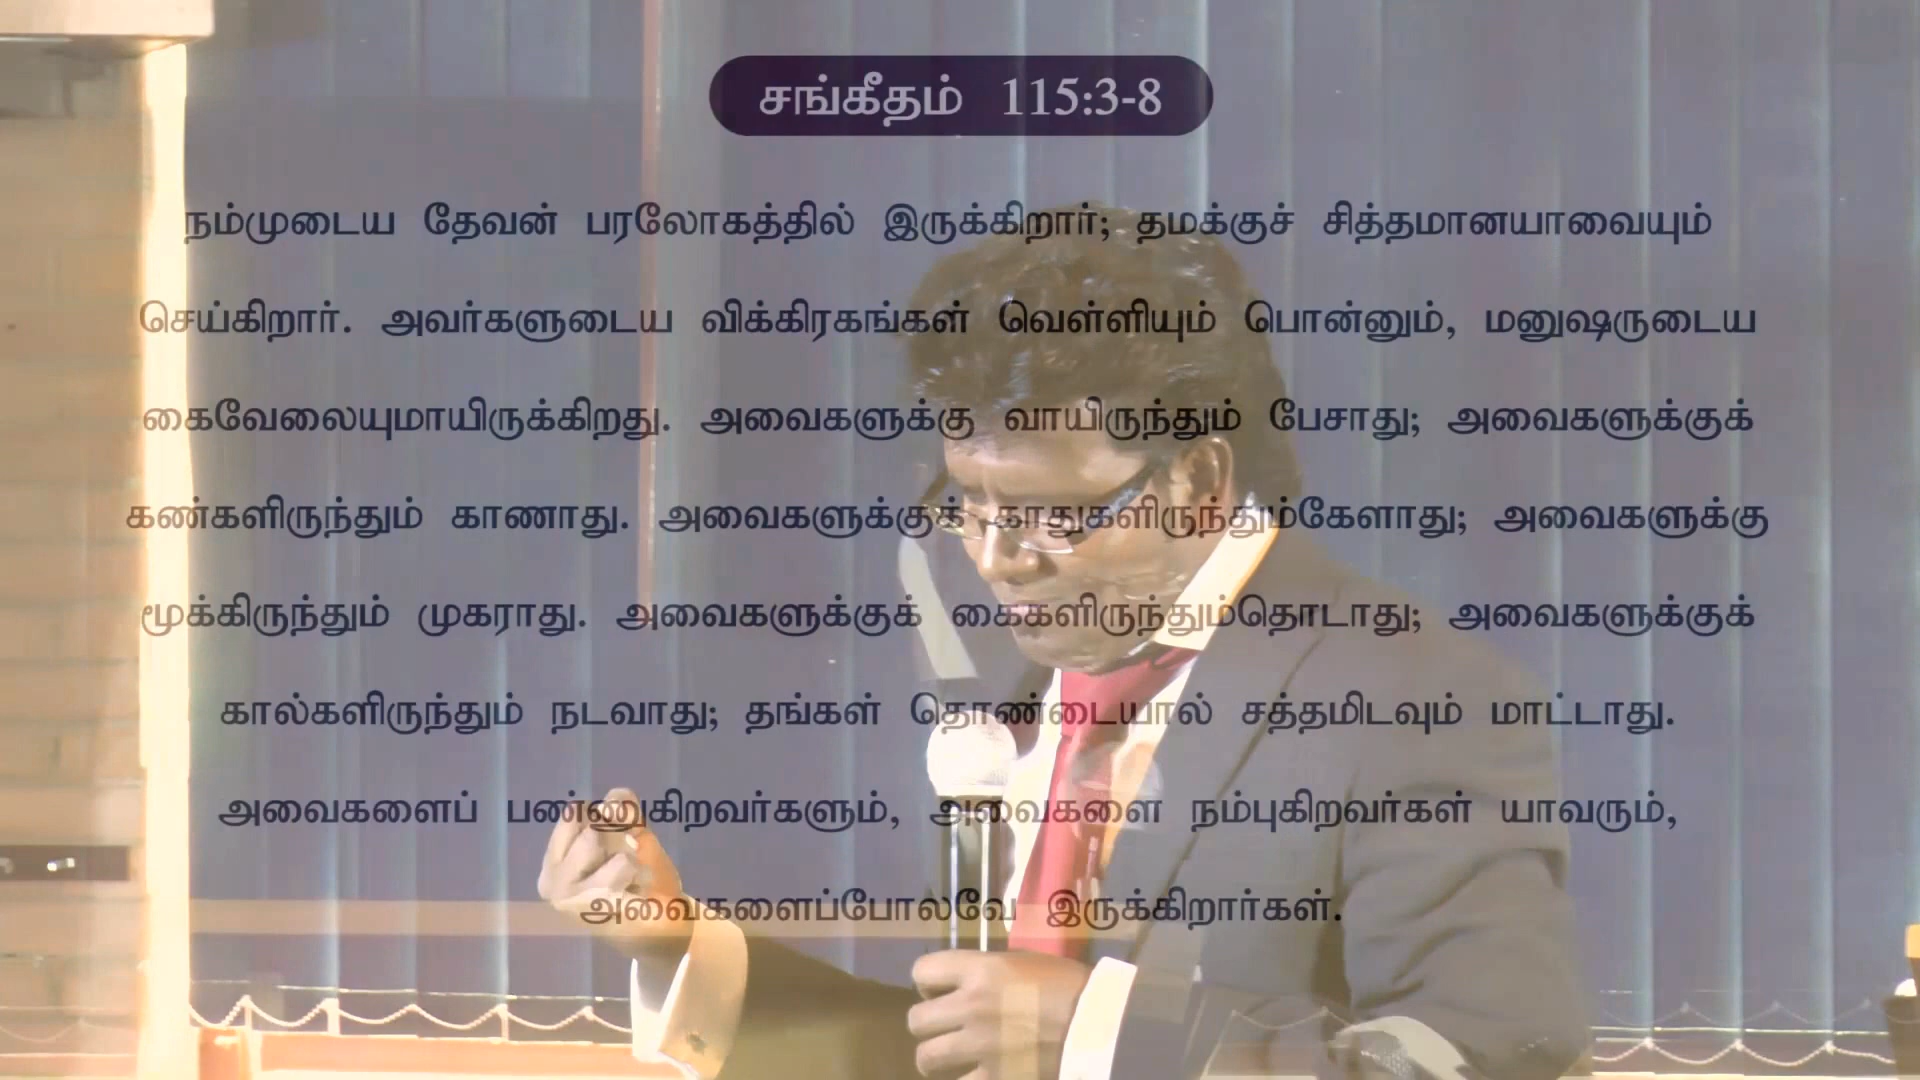 சங்கீதம் 115:3-8
நம்முடைய தேவன் பரலோகத்தில் இருக்கிறார்; தமக்குச் சித்தமானயாவையும்
செய்கிறார். அவர்களுடைய விக்கிரகங்கள் வெள்ளியும் பொன்னும், மனுஷருடைய
கைவேலையுமாயிருக்கிறது. அவைகளுக்கு வாயிருந்தும் பேசாது; அவைகளுக்குக்
கண்களிருந்தும் காணாது. அவைகளுக்குக் காதுகளிருந்தும்கேளாது; அவைகளுக்கு
மூக்கிருந்தும் முகராது. அவைகளுக்குக் கைகளிருந்தும்தொடாது; அவைகளுக்குக்
கால்களிருந்தும் நடவாது; தங்கள் தொண்டையால் சத்தமிடவும் மாட்டாது.
அவைகளைப் பண்ணுகிறவர்களும், அவைகளை நம்புகிறவர்கள் யாவரும்,
அவைகளைப்போலவே இருக்கிறார்கள்.